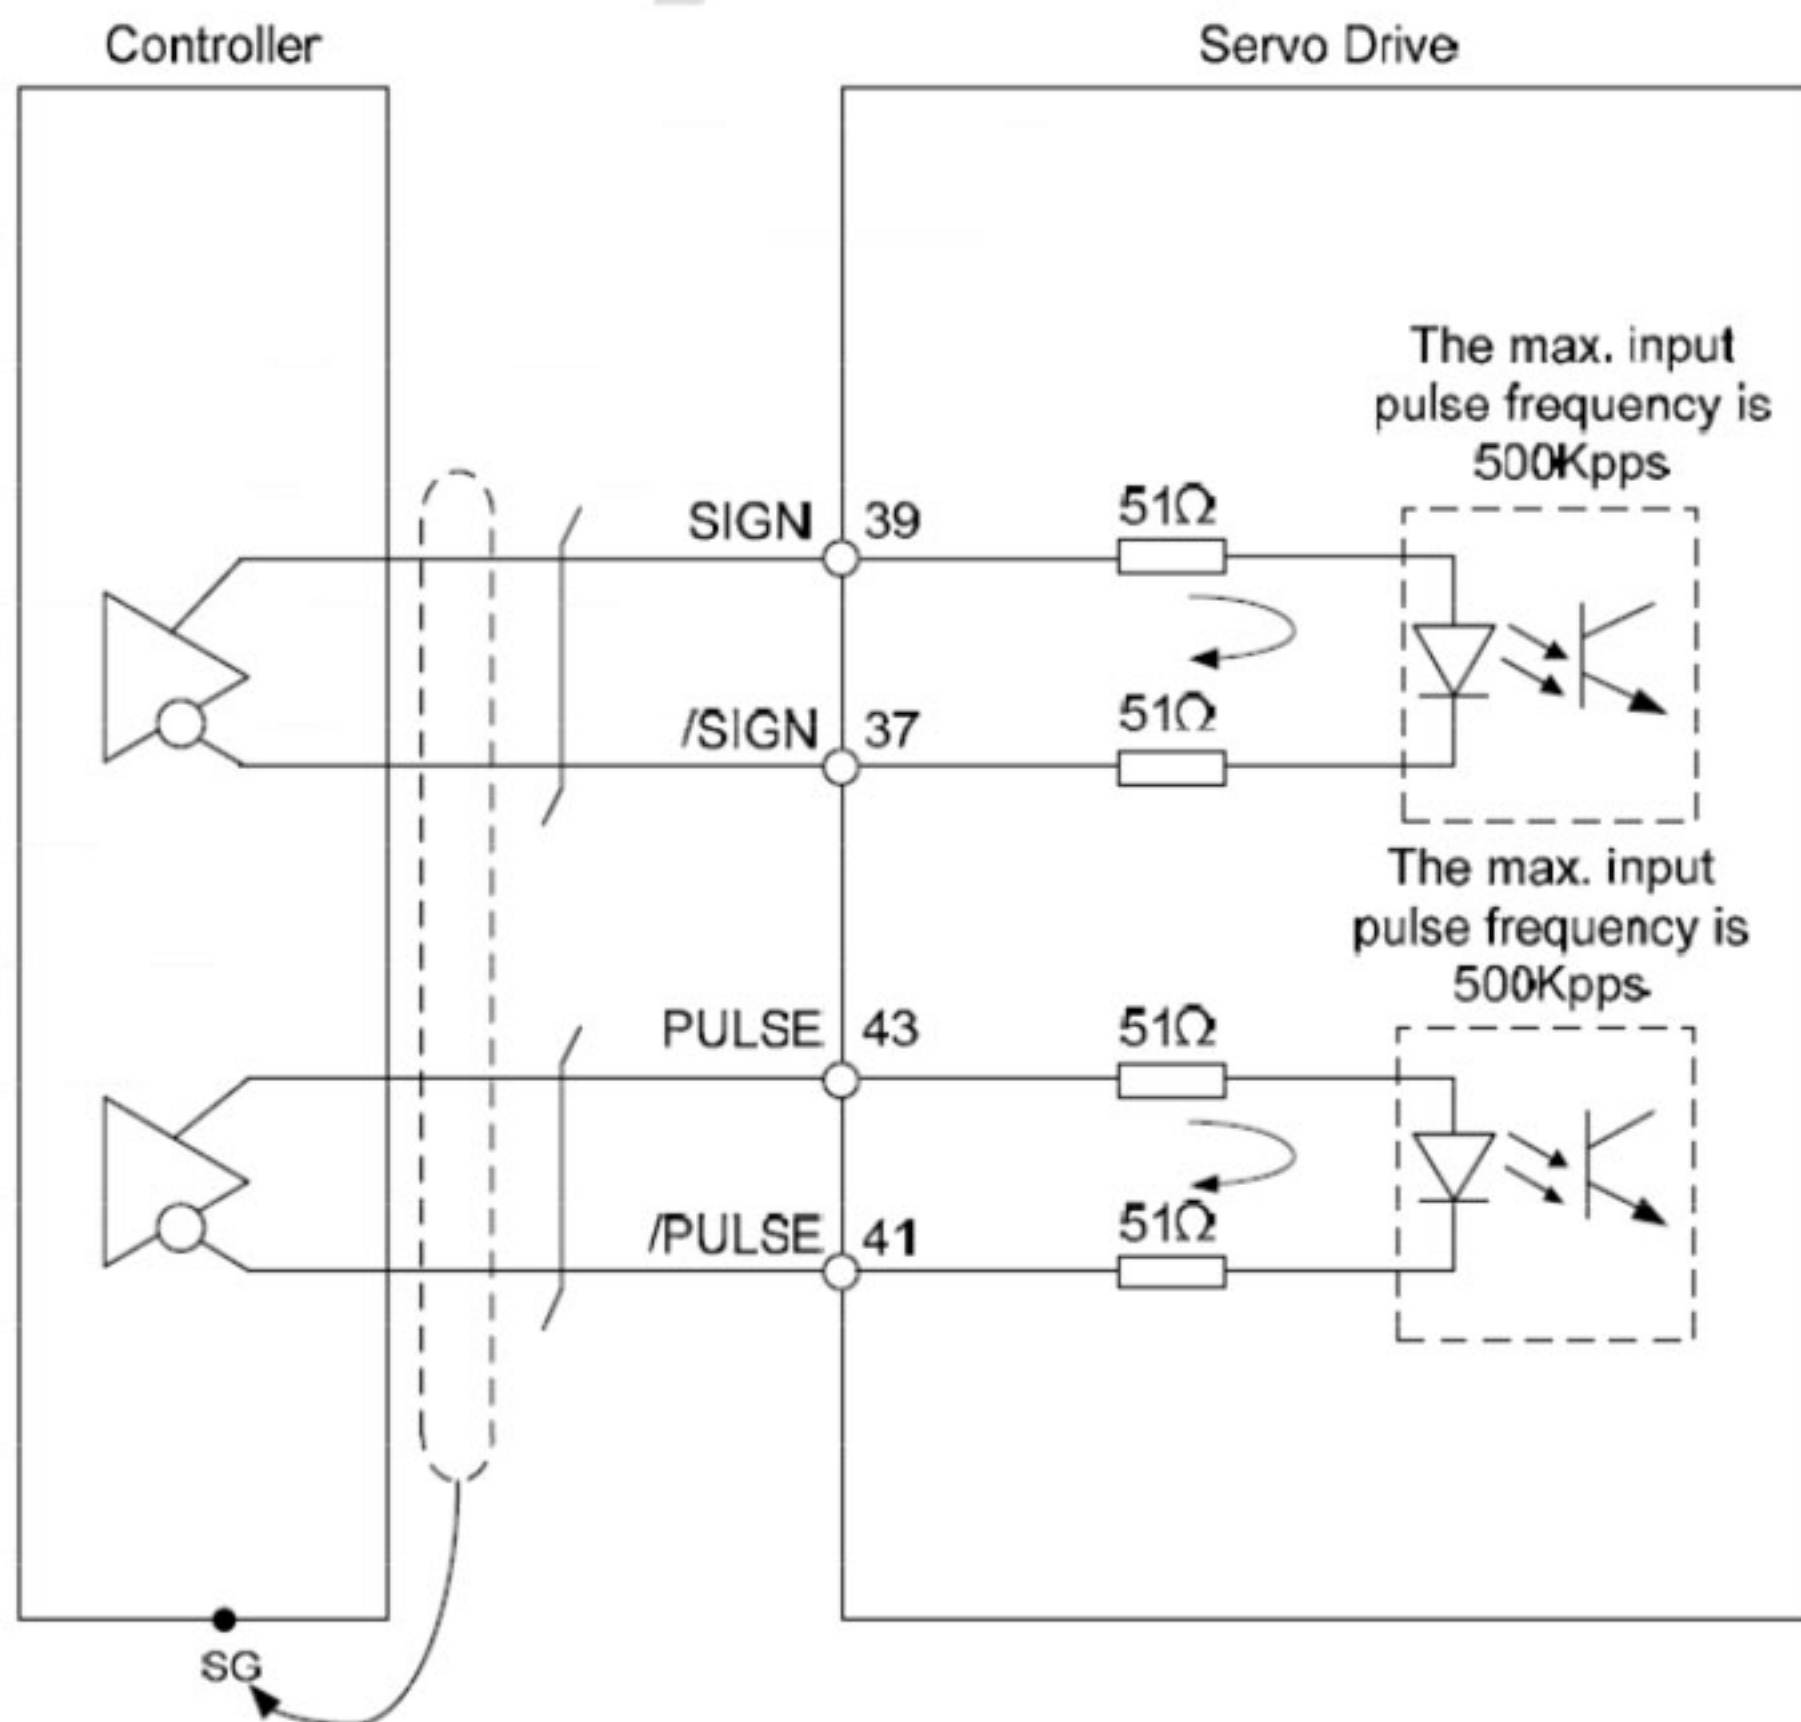 Controller
Servo Drive
The max. input
pulse frequency is
500Kpps
SIGN
39
51Ω
/SIGN
37
51Ω
The max. input
pulse frequency is
500Kpps
PULSE
43
51Ω
/PULSE
41
51Ω
SG